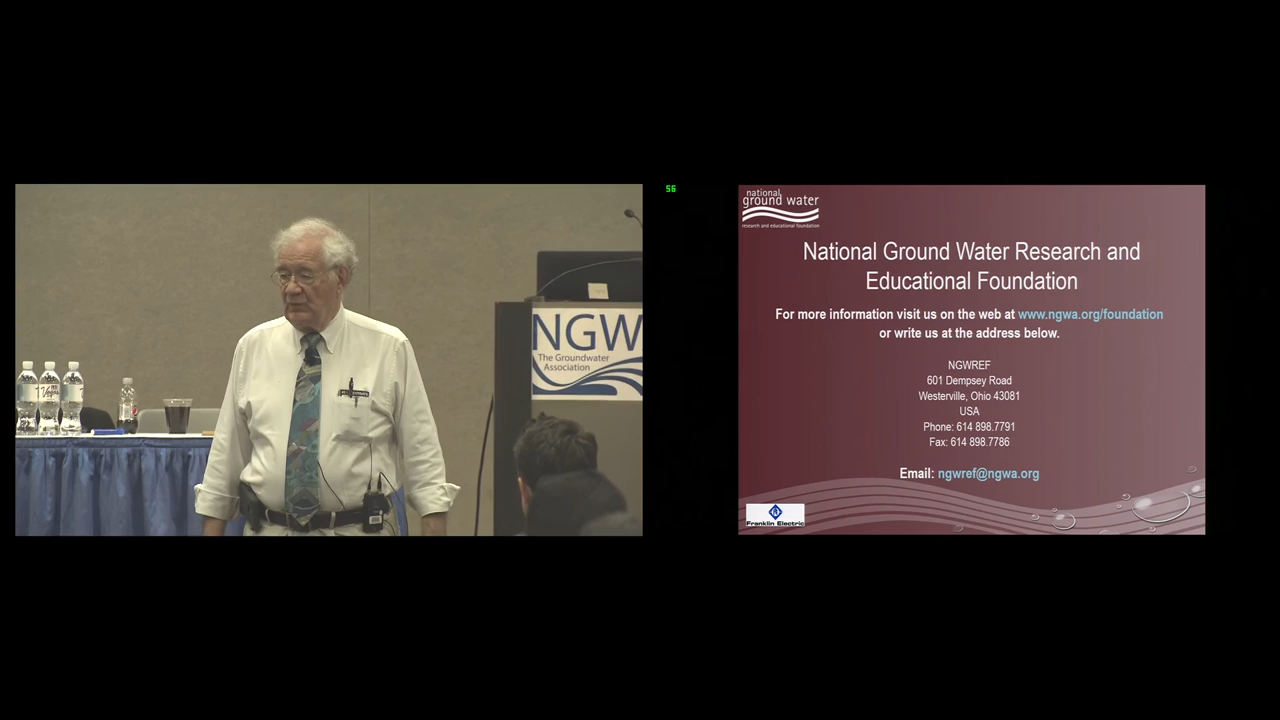 NGW
The Groundwater
Association
56
national
ground water
research and educational foundation
National Ground Water Research and
Educational Foundation
For more information visit us on the web at www.ngwa.org/foundation
or write us at the address below.
NGWREF
601 Dempsey Road
Westerville, Ohio 43081
USA
Phone: 614 898.7791
Fax: 614 898.7786
Email: ngwref@ngwa.org
Franklin Electric